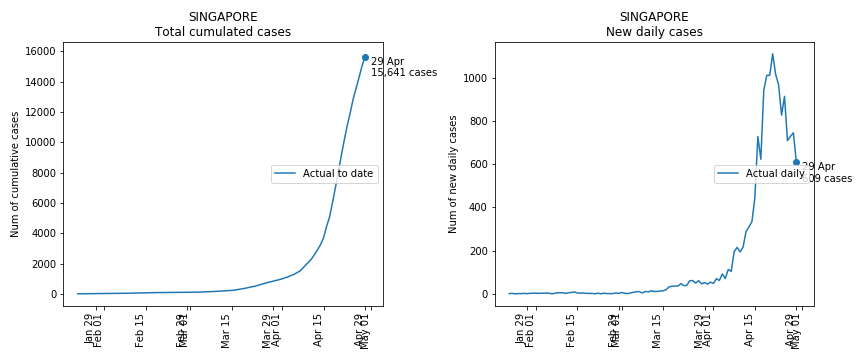 SINGAPORE
Total cumulated cases
Num of cumulative cases
16000
14000
12000
10000
8000
6000
4000
2000
0
29 Apr
15,641 cases
Actual to date
Jan 29
Feb 01
Feb 15
Feb 29
Mar 01
Mar 15
Mar 29
Apr 01
Apr 15
Apr 29
May 01
SINGAPORE
New daily cases
Num of new daily cases
1000
800
600
400
200
0
29 Apr
609 cases
Actual daily
Jan 29
Feb 01
Feb 15
Feb 29
Mar 01
Mar 15
Mar 29
Apr 01
Apr 15
Apr 29
May 01